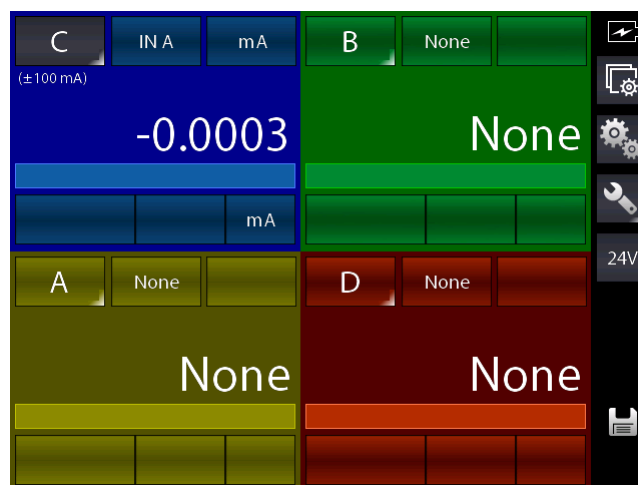 C IN A mA
(±100 mA)
-0.0003
mA
B None
None
A None
None
D None
None
24V